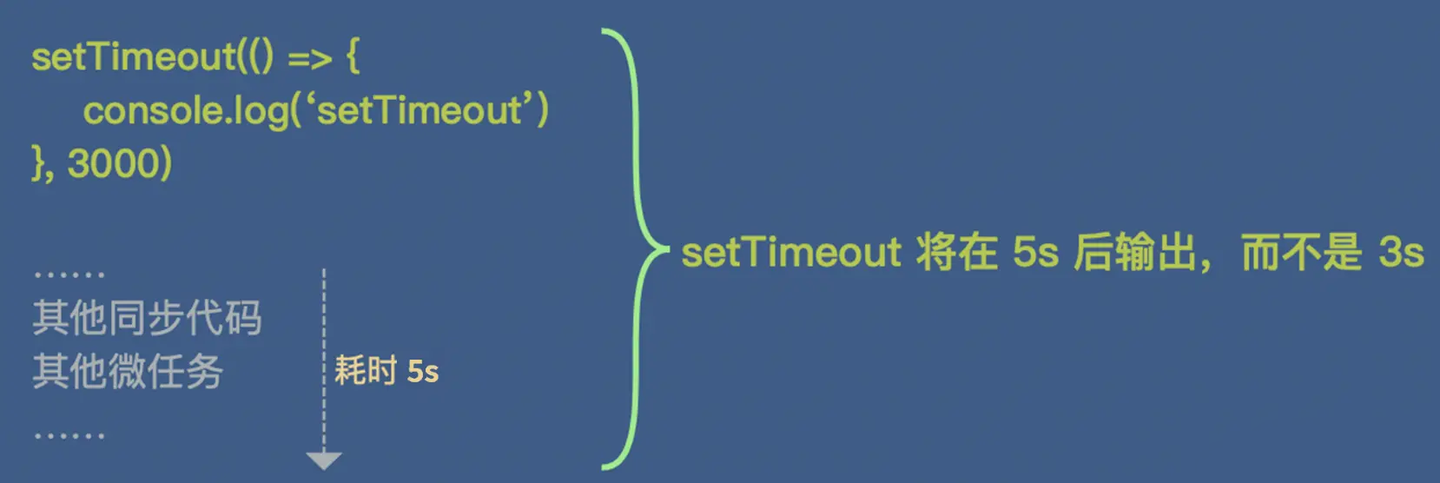 setTimeout(() => {
console.log(‘setTimeout’)
}, 3000)
……
其他同步代码
其他微任务
……
耗时 5s
setTimeout 将在 5s 后输出，而不是 3s